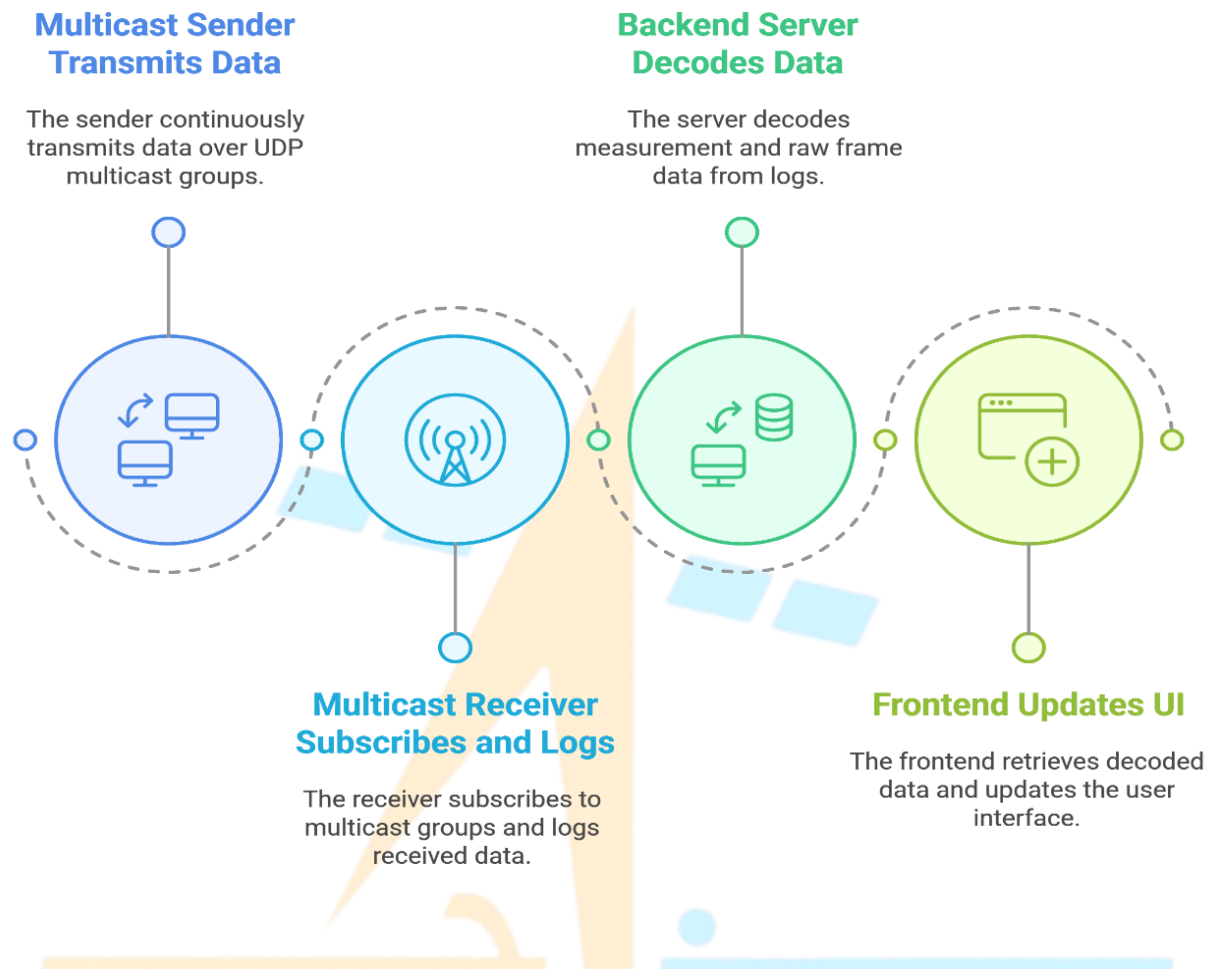 Multicast Sender
Transmits Data
The sender continuously
transmits data over UDP
multicast groups.
Backend Server
Decodes Data
The server decodes
measurement and raw frame
data from logs.
Multicast Receiver
Subscribes and Logs
The receiver subscribes to
multicast groups and logs
received data.
Frontend Updates UI
The frontend retrieves decoded
data and updates the user
interface.